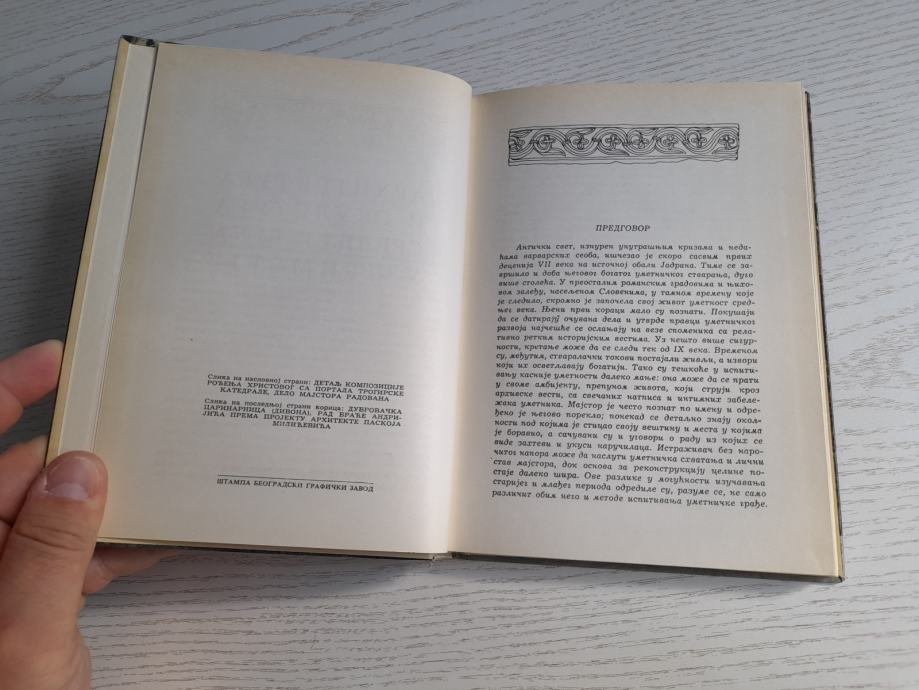 Слика на насловној страни: ДЕТАЉ КОМПОЗИЦИЈЕ
РОЂЕЊА ХРИСТОВОГ СА ПОРТАЛА ТРОГИРСКЕ
КАТЕДРАЛЕ, ДЕЛО МАЈСТОРА РАДОВАНА
Слика на последњој страни корица: ДУБРОВАЧКА
ЦАРИНАРНИЦА (ДИВОНА), РАД БРАЋЕ АНДРИ-
ЈИЋА ПРЕМА ПРОЈЕКТУ АРХИТЕКТЕ ПАСКОЈА
МИЛИЧЕВИЋА
ШТАМПА БЕОГРАДСКИ ГРАФИЧКИ ЗАВОД
ПРЕДГОВОР
Антички свет, изнурен унутрашњим кризама и неда-
ћама варварских сеоба, ишчезао је скоро сасвим првих
деценија VII века на источној обали Јадрана. Тиме се за-
вршило и доба његовог богатог уметничког стварања, дуго
више столећа. У преосталим романским градовима и њихо-
вом залеђу, насељеном Словенима, у тамном времену које
је следило, скромно је започела свој живот уметност сред-
њег века. Њени први кораци мало су познати. Покушаји
да се датирају очувана дела и утврде правци уметничког
развоја најчешће се ослањају на везе споменика са рела-
тивно ретким историјским вестима. Уз нешто више сигур-
ности, кретање може да се следи тек од IX века. Временом
су, међутим, стваралачки токови постајали живљи, а извори
који их осветљавају богатији. Тако су тешкоће у испити-
вању касније уметности далеко мање: она може да се прати
у своме амбијенту, препуном живота, који струји кроз
архивске вести, са свечаних натписа и интимних забеле-
жака уметника. Мајстор је често познат по имену и одре-
ђено је његово порекло; понекад се детаљно знају окол-
ности под којима је стицао своју вештину и места у којима
је боравио, а сачувани су и уговори о раду из којих се
виде захтеви и укуси наручилаца. Истраживач без наро-
читог напора може да наслути уметничка схватања и лични
став мајстора, док основа за реконструкцију целине по-
стаје далеко шира. Ове разлике у могућности изучавања
старијег и млађег периода одредиле су, разуме се, не само
различит обим него и методе испитивања уметничке грађе.